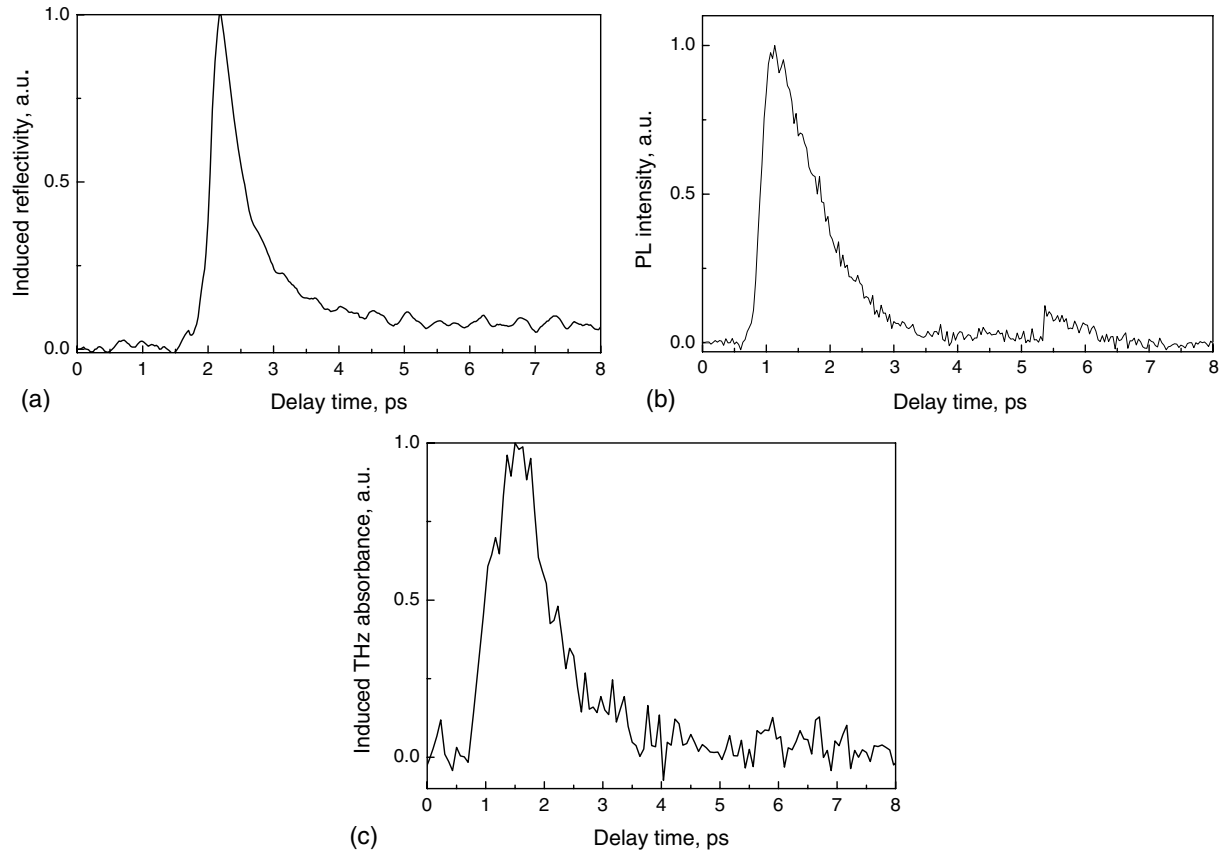 1.0
0.5
0.0
Induced reflectivity, a.u.
0 1 2 3 4 5 6 7 8
Delay time, ps
(a)
1.0
0.5
0.0
PL intensity, a.u.
0 1 2 3 4 5 6 7 8
Delay time, ps
(b)
1.0
0.5
0.0
Induced THz absorbance, a.u.
0 1 2 3 4 5 6 7 8
Delay time, ps
(c)